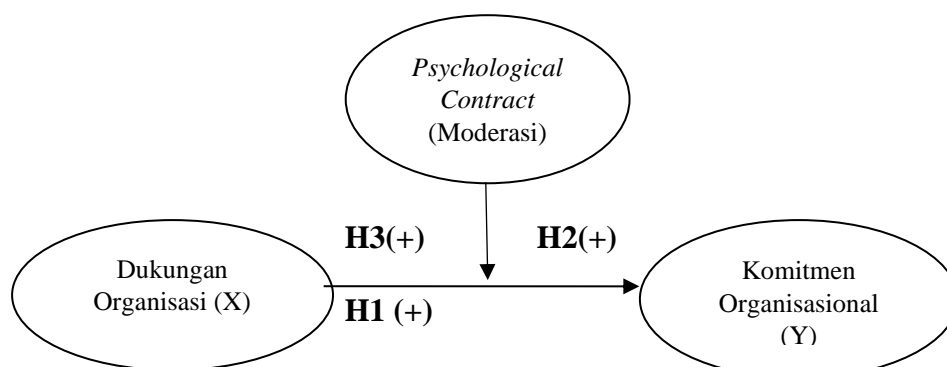 Psychological
Contract
(Moderasi)
H3(+)
H2(+)
Dukungan
Organisasi (X)
H1 (+)
Komitmen
Organisasional
(Y)